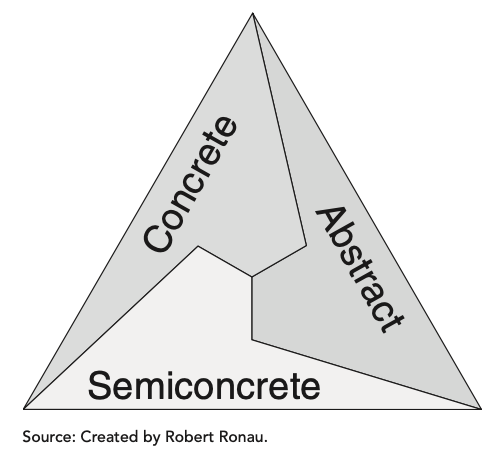 Concrete
Abstract
Semiconcrete
Source: Created by Robert Ronau.